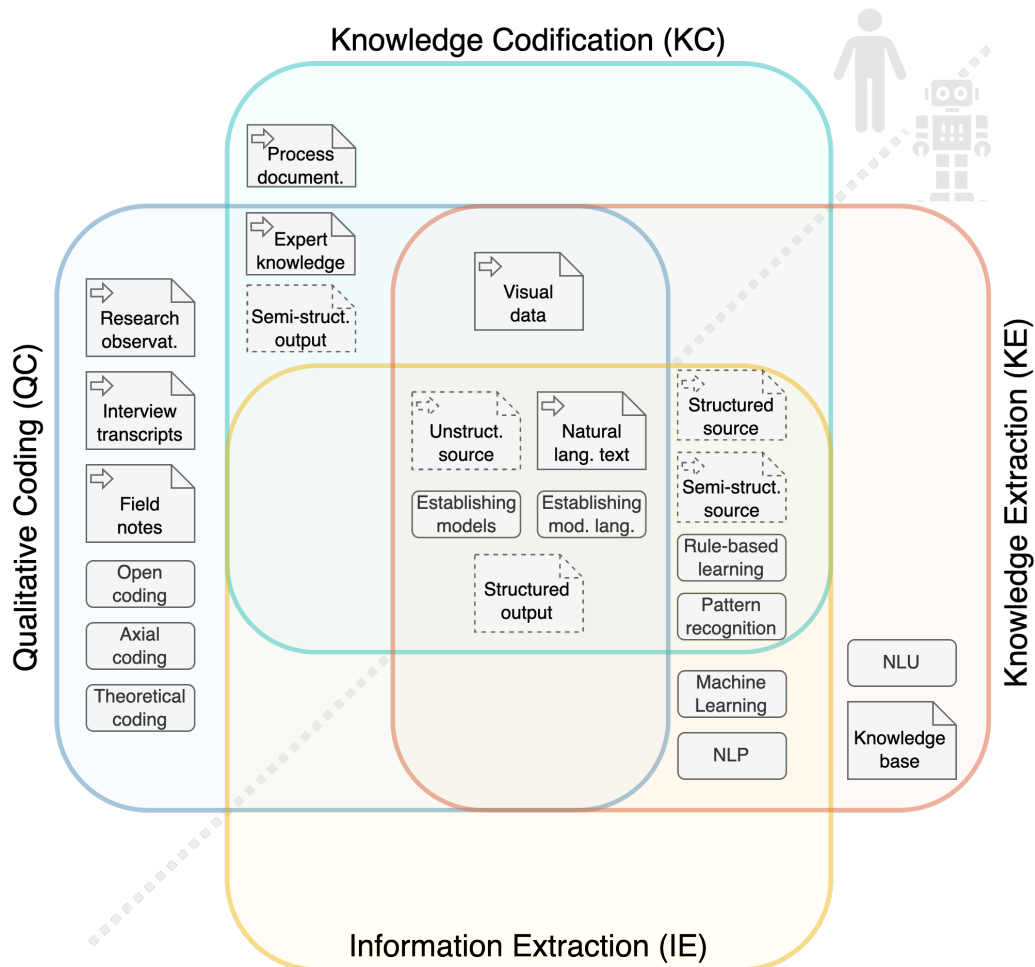 Knowledge Codification (KC)
Process
document.
Expert
knowledge
Semi-struct.
output
Visual
data
Research
observat.
Interview
transcripts
Field
notes
Open
coding
Axial
coding
Theoretical
coding
Qualitative Coding (QC)
Unstruct.
source
Natural
lang. text
Establishing
models
Establishing
mod. lang.
Structured
output
Structured
source
Semi-struct.
source
Rule-based
learning
Pattern
recognition
Machine
Learning
NLP
NLU
Knowledge
base
Knowledge Extraction (KE)
Information Extraction (IE)